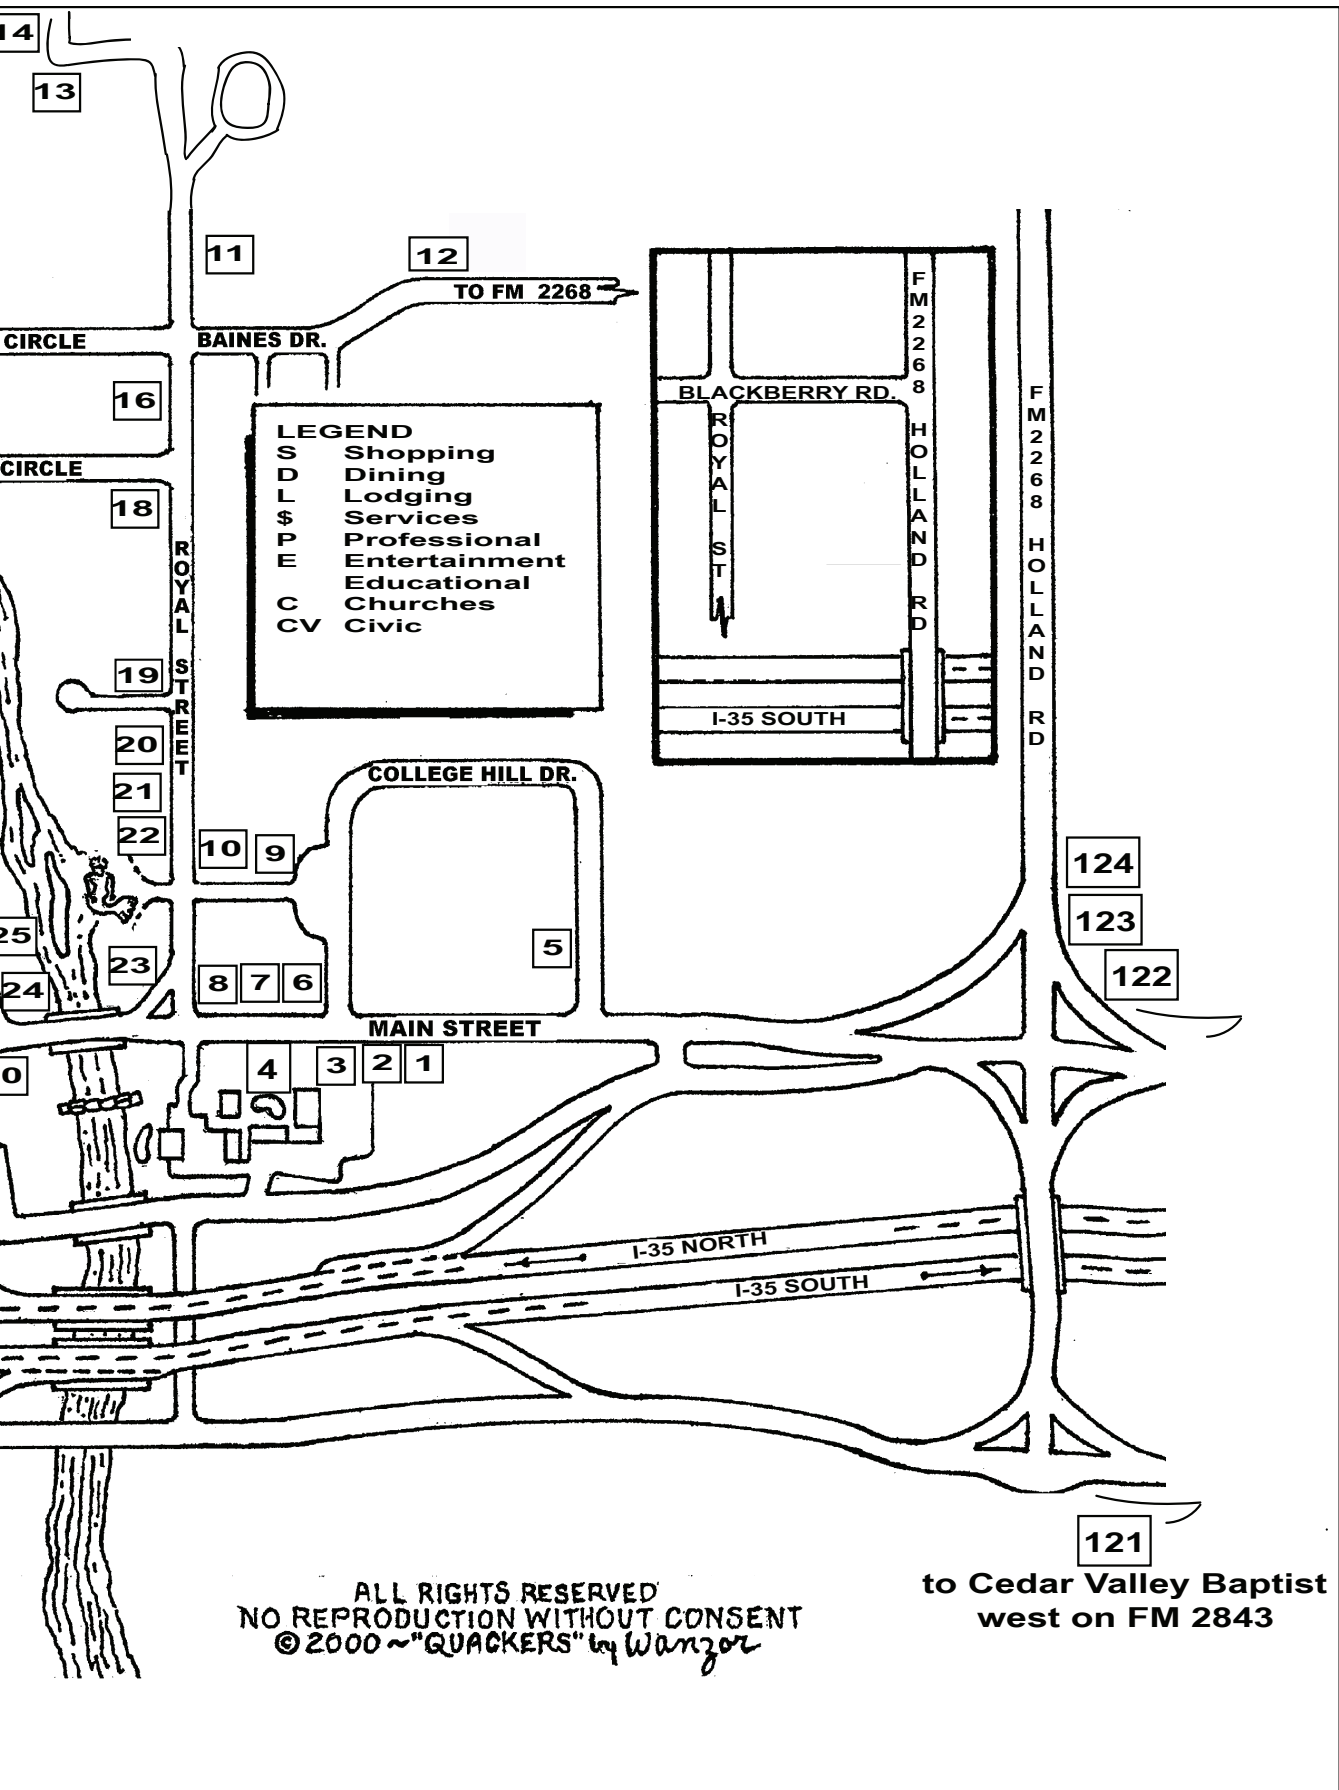 14
13
11
12
TO FM 2268
CIRCLE
BAINES DR.
16
CIRCLE
18
ROYAL STREET
19
20
21
22
10
9
25
24
23
8
7
6
5
LEGEND
S Shopping
D Dining
L Lodging
$ Services
P Professional
E Entertainment
Educational
C Churches
CV Civic
FM2268 HOLLAND RD
BLACKBERRY RD.
ROYAL ST
I-35 SOUTH
FM2268 HOLLAND RD
COLLEGE HILL DR.
124
123
122
MAIN STREET
0
4
3
2
1
I-35 NORTH
I-35 SOUTH
121
to Cedar Valley Baptist
west on FM 2843
ALL RIGHTS RESERVED
NO REPRODUCTION WITHOUT CONSENT
© 2000 ~ "QUACKERS" by Wanzor